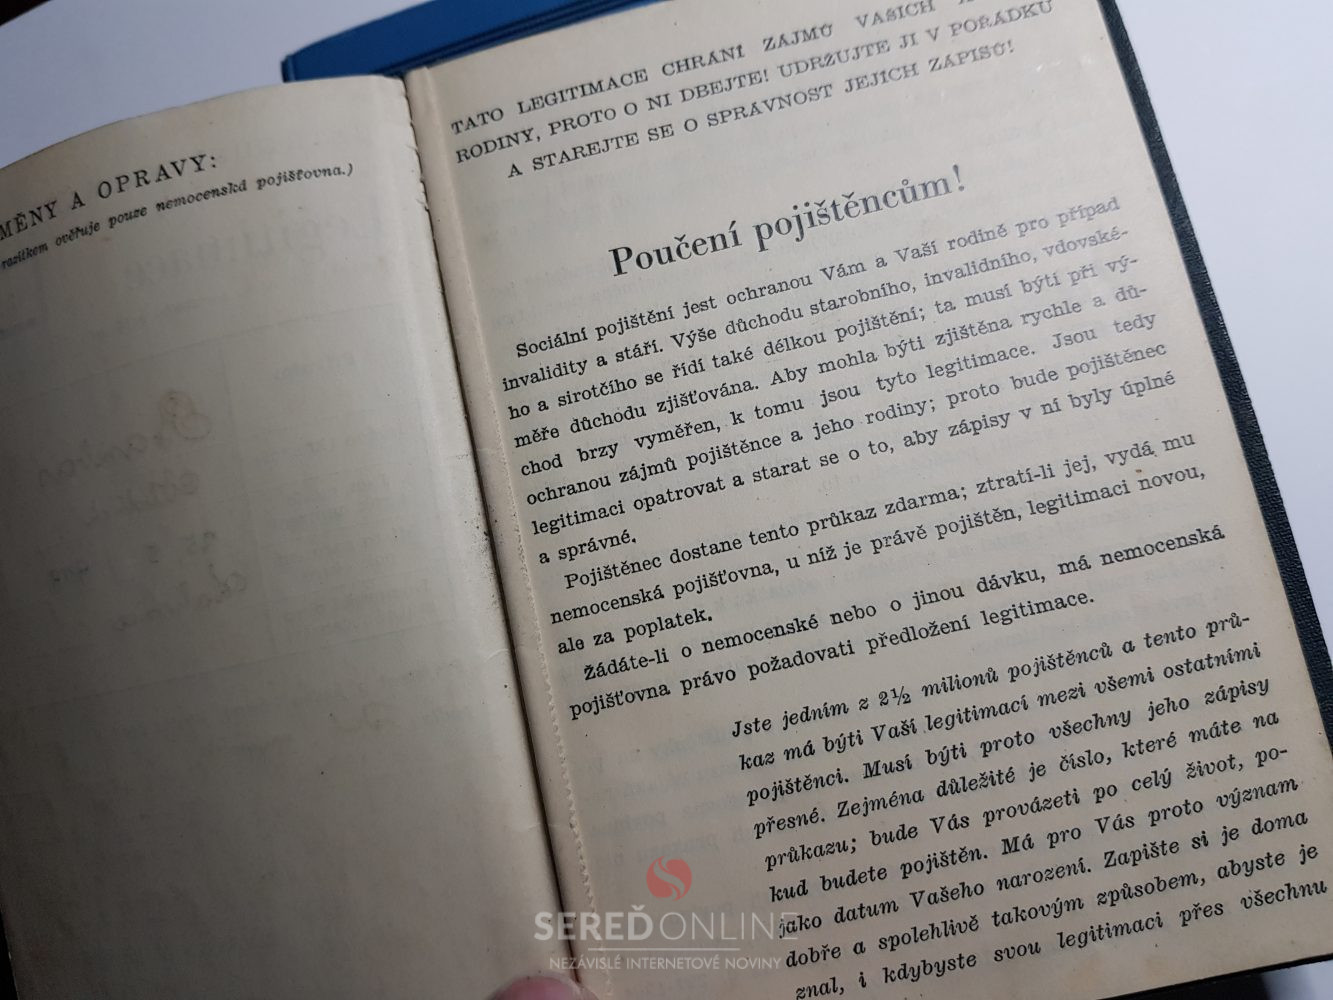 MĚNY A OPRAVY:
razítkem ověřuje pouze nemocenská pojišťovna.)
TATO LEGITIMACE CHRÁNÍ ZÁJMŮ VAŠICH A
RODINY, PROTO O NI DBEJTE! UDRŽUJTE JI V POŘÁDKU
A STAREJTE SE O SPRÁVNOST JEJÍCH ZÁPISŮ!
Poučení pojištěncům!
Sociální pojištění jest ochranou Vám a Vaší rodině pro případ
invalidity a stáří. Výše důchodu starobního, invalidního, vdovské-
ho a sirotčího se řídí také délkou pojištění; ta musí býti při vý-
měře důchodu zjišťována. Aby mohla býti zjištěna rychle a dů-
chod brzy vyměřen, k tomu jsou tyto legitimace. Jsou tedy
ochranou zájmů pojištěnce a jeho rodiny; proto bude pojištěnec
legitimaci opatrovat a starat se o to, aby zápisy v ní byly úplné
a správné.
Pojištěnec dostane tento průkaz zdarma; ztratí-li jej, vydá mu
nemocenská pojišťovna, u níž je právě pojištěn, legitimaci novou,
ale za poplatek.
Žádáte-li o nemocenské nebo o jinou dávku, má nemocenská
pojišťovna právo požadovati předložení legitimace.
Jste jedním z 2½ milionů pojištěnců a tento prů-
kaz má býti Vaší legitimací mezi všemi ostatními
pojištěnci. Musí býti proto všechny jeho zápisy
přesné. Zejména důležité je číslo, které máte na
průkazu; bude Vás provázeti po celý život, po-
kud budete pojištěn. Má pro Vás proto význam
jako datum Vašeho narození. Zapište si je doma
dobře a spolehlivě takovým způsobem, abyste je
znal, i kdybyste svou legitimaci přes všechnu
SEREĎONLINE
NEZÁVISLÉ INTERNETOVÉ NOVINY